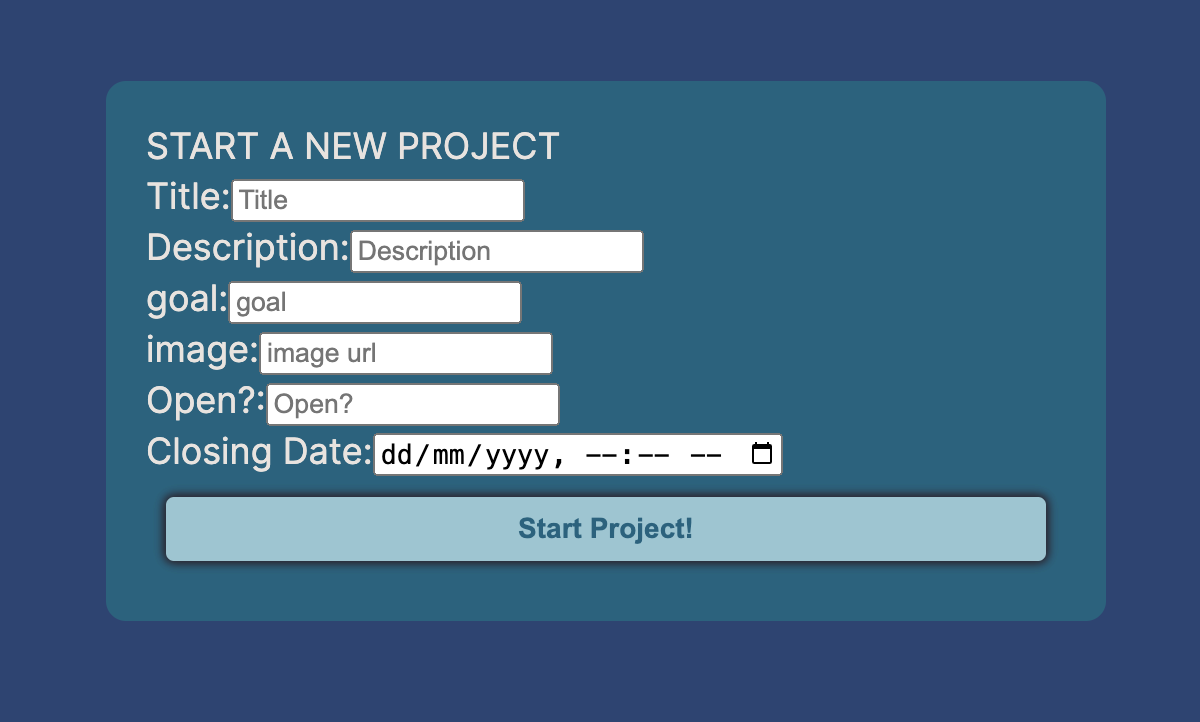 START A NEW PROJECT
Title: Title
Description: Description
goal: goal
image: image url
Open?: Open?
Closing Date: dd/mm/yyyy, --:-- --
Start Project!